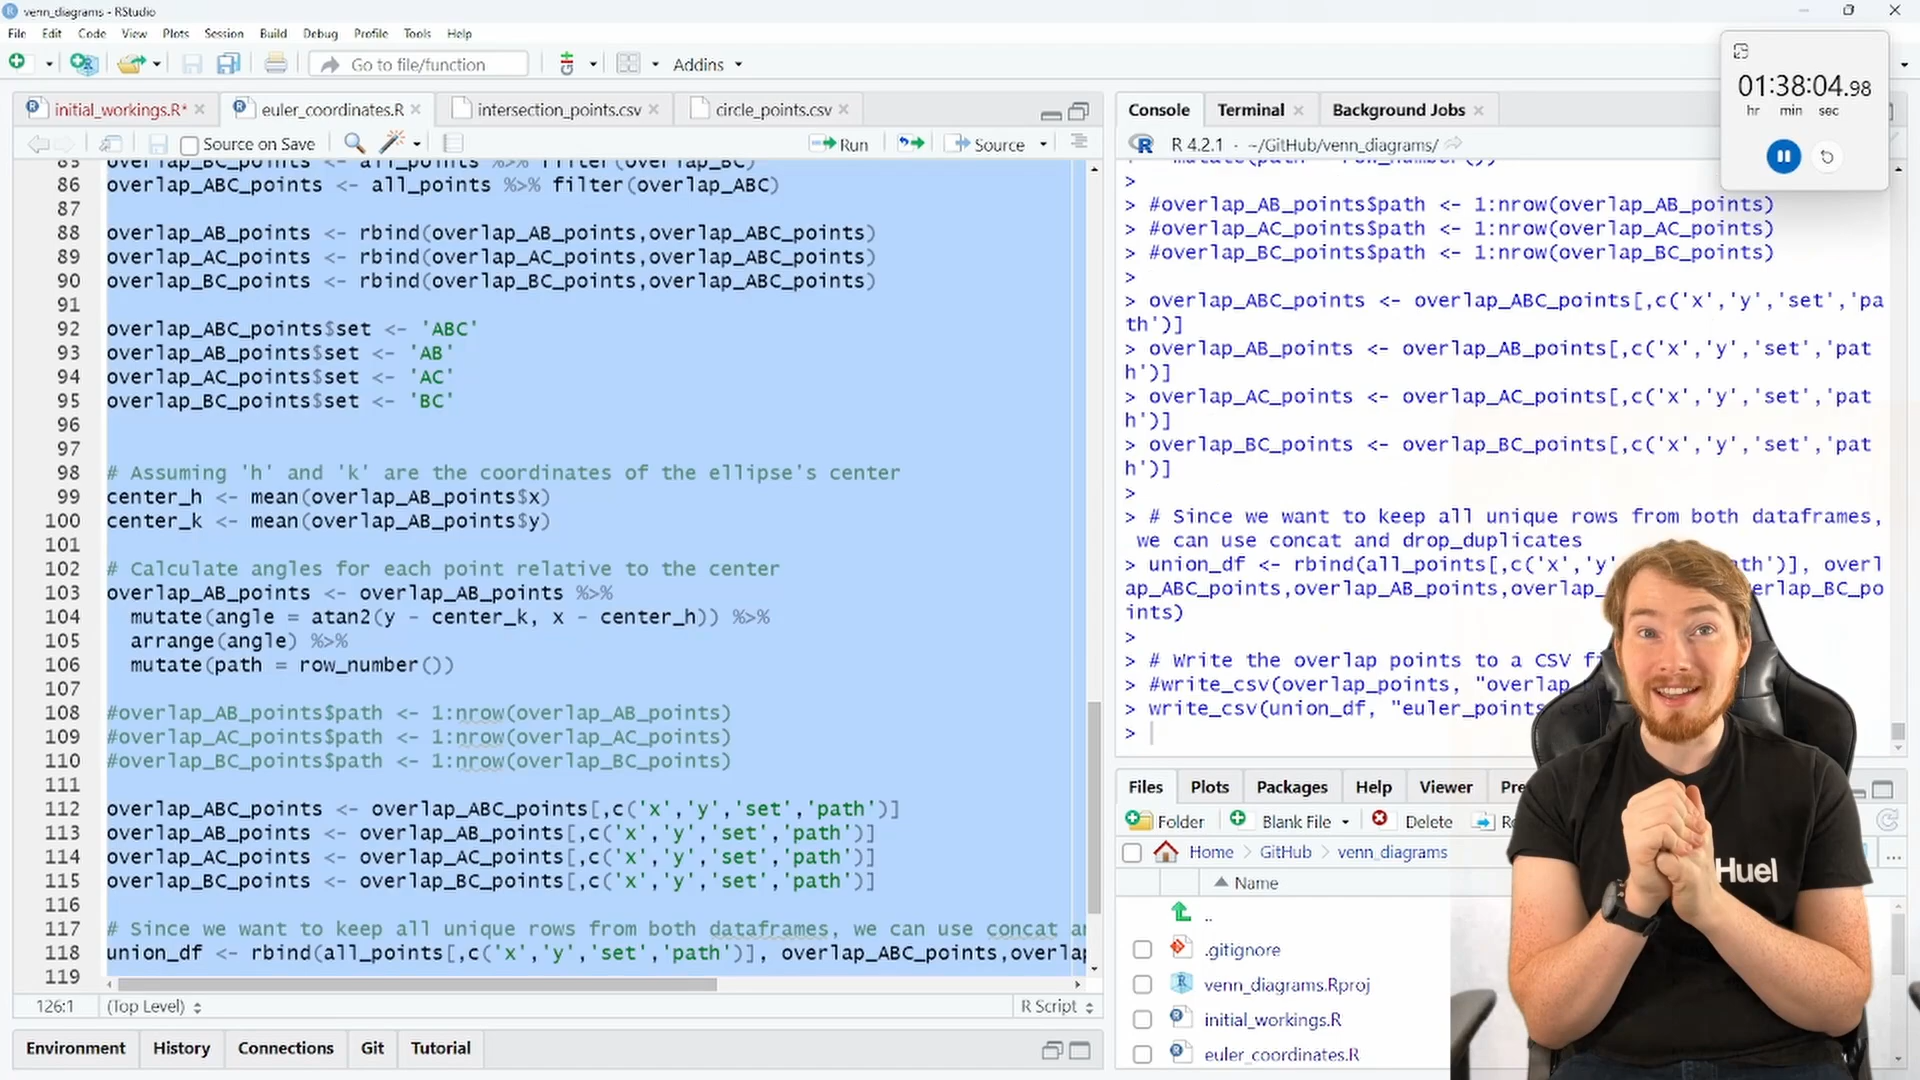 venn_diagrams - RStudio
File Edit Code View Plots Session Build Debug Profile Tools Help
Go to file/function
Addins
initial_workings.R*
euler_coordinates.R
intersection_points.csv
circle_points.csv
Source on Save
Run
Source
86 overlap_ABC_points <- all_points %>% filter(overlap_ABC)
87
88 overlap_AB_points <- rbind(overlap_AB_points,overlap_ABC_points)
89 overlap_AC_points <- rbind(overlap_AC_points,overlap_ABC_points)
90 overlap_BC_points <- rbind(overlap_BC_points,overlap_ABC_points)
91
92 overlap_ABC_points$set <- 'ABC'
93 overlap_AB_points$set <- 'AB'
94 overlap_AC_points$set <- 'AC'
95 overlap_BC_points$set <- 'BC'
96
97
98 # Assuming 'h' and 'k' are the coordinates of the ellipse's center
99 center_h <- mean(overlap_AB_points$x)
100 center_k <- mean(overlap_AB_points$y)
101
102 # Calculate angles for each point relative to the center
103 overlap_AB_points <- overlap_AB_points %>%
104 mutate(angle = atan2(y - center_k, x - center_h)) %>%
105 arrange(angle) %>%
106 mutate(path = row_number())
107
108 #overlap_AB_points$path <- 1:nrow(overlap_AB_points)
109 #overlap_AC_points$path <- 1:nrow(overlap_AC_points)
110 #overlap_BC_points$path <- 1:nrow(overlap_BC_points)
111
112 overlap_ABC_points <- overlap_ABC_points[,c('x','y','set','path')]
113 overlap_AB_points <- overlap_AB_points[,c('x','y','set','path')]
114 overlap_AC_points <- overlap_AC_points[,c('x','y','set','path')]
115 overlap_BC_points <- overlap_BC_points[,c('x','y','set','path')]
116
117 # Since we want to keep all unique rows from both dataframes, we can use concat
118 union_df <- rbind(all_points[,c('x','y','set','path')], overlap_ABC_points,overlap
119
126:1 (Top Level)
R Script
Environment History Connections Git Tutorial
Console Terminal Background Jobs
R 4.2.1 · ~/GitHub/venn_diagrams/
>
> #overlap_AB_points$path <- 1:nrow(overlap_AB_points)
> #overlap_AC_points$path <- 1:nrow(overlap_AC_points)
> #overlap_BC_points$path <- 1:nrow(overlap_BC_points)
>
> overlap_ABC_points <- overlap_ABC_points[,c('x','y','set','pa
th')]
> overlap_AB_points <- overlap_AB_points[,c('x','y','set','pat
h')]
> overlap_AC_points <- overlap_AC_points[,c('x','y','set','pat
h')]
> overlap_BC_points <- overlap_BC_points[,c('x','y','set','pat
h')]
>
> # Since we want to keep all unique rows from both dataframes,
we can use concat and drop_duplicates
> union_df <- rbind(all_points[,c('x','y' path')], overl
ap_ABC_points,overlap_AB_points,overlap_ verlap_BC_po
ints)
>
> # Write the overlap points to a CSV f
> #write_csv(overlap_points, "overlap
> write_csv(union_df, "euler_points
>
01:38:04.98
hr min sec
Files Plots Packages Help Viewer
Folder Blank File Delete
Home GitHub venn_diagrams
Name
..
.gitignore
venn_diagrams.Rproj
initial_workings.R
euler_coordinates.R
Huel